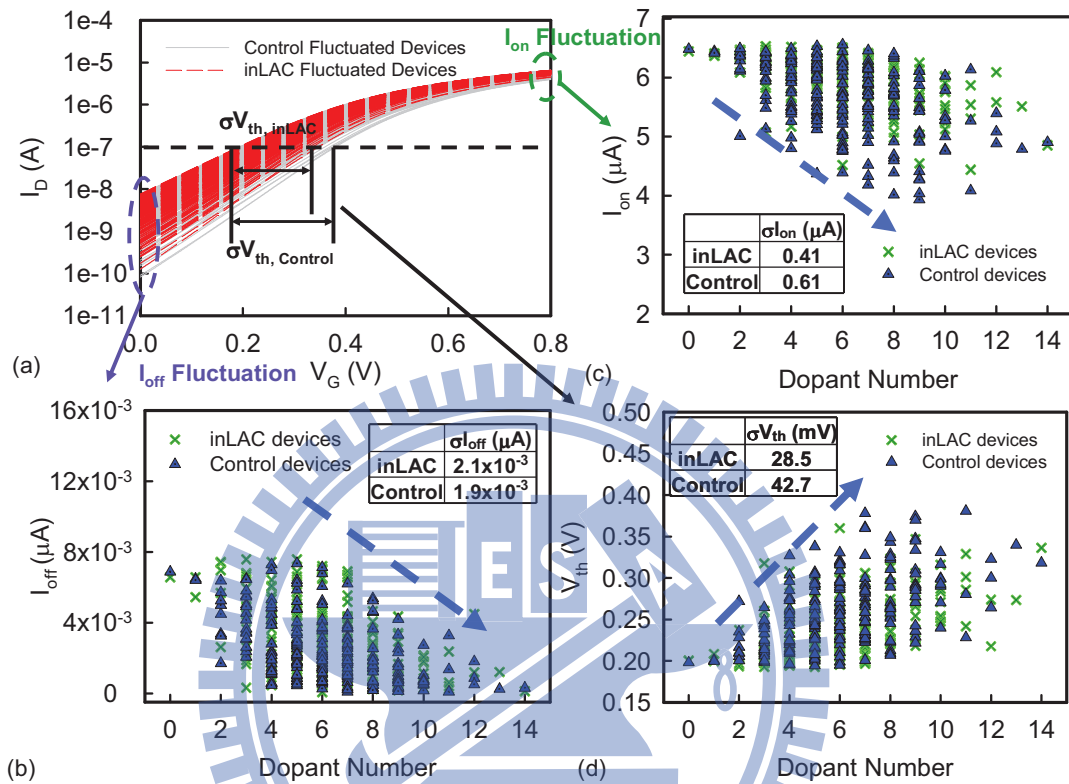 1e-4
1e-5
1e-6
1e-7
1e-8
1e-9
1e-10
1e-11
I_D (A)
Control Fluctuated Devices
inLAC Fluctuated Devices
I_on Fluctuation
σV_th, inLAC
σV_th, Control
0.0 0.2 0.4 0.6 0.8
(a)
I_off Fluctuation
V_G (V)
7
6
5
4
3
2
I_on (μA)
σI_on (μA)
inLAC 0.41
Control 0.61
inLAC devices
Control devices
0 2 4 6 8 10 12 14
(c)
Dopant Number
16x10⁻³
12x10⁻³
8x10⁻³
4x10⁻³
0
I_off (μA)
inLAC devices
Control devices
σI_off (μA)
inLAC 2.1x10⁻³
Control 1.9x10⁻³
0 2 4 6 8 10 12 14
(b)
Dopant Number
0.50
0.45
0.40
0.35
0.30
0.25
0.20
0.15
V_th (V)
σV_th (mV)
inLAC 28.5
Control 42.7
inLAC devices
Control devices
0 2 4 6 8 10 12 14
(d)
Dopant Number
ESA